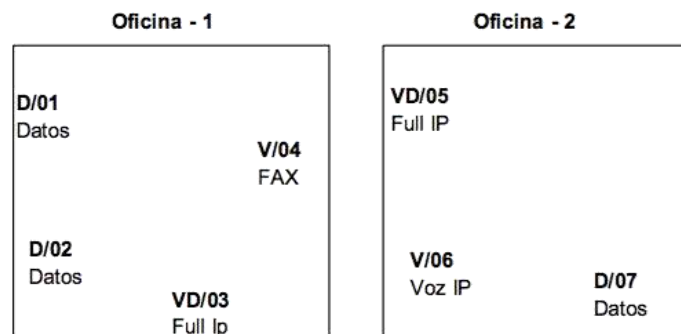 Oficina - 1
D/01
Datos
V/04
FAX
D/02
Datos
VD/03
Full Ip
Oficina - 2
VD/05
Full IP
V/06
Voz IP
D/07
Datos